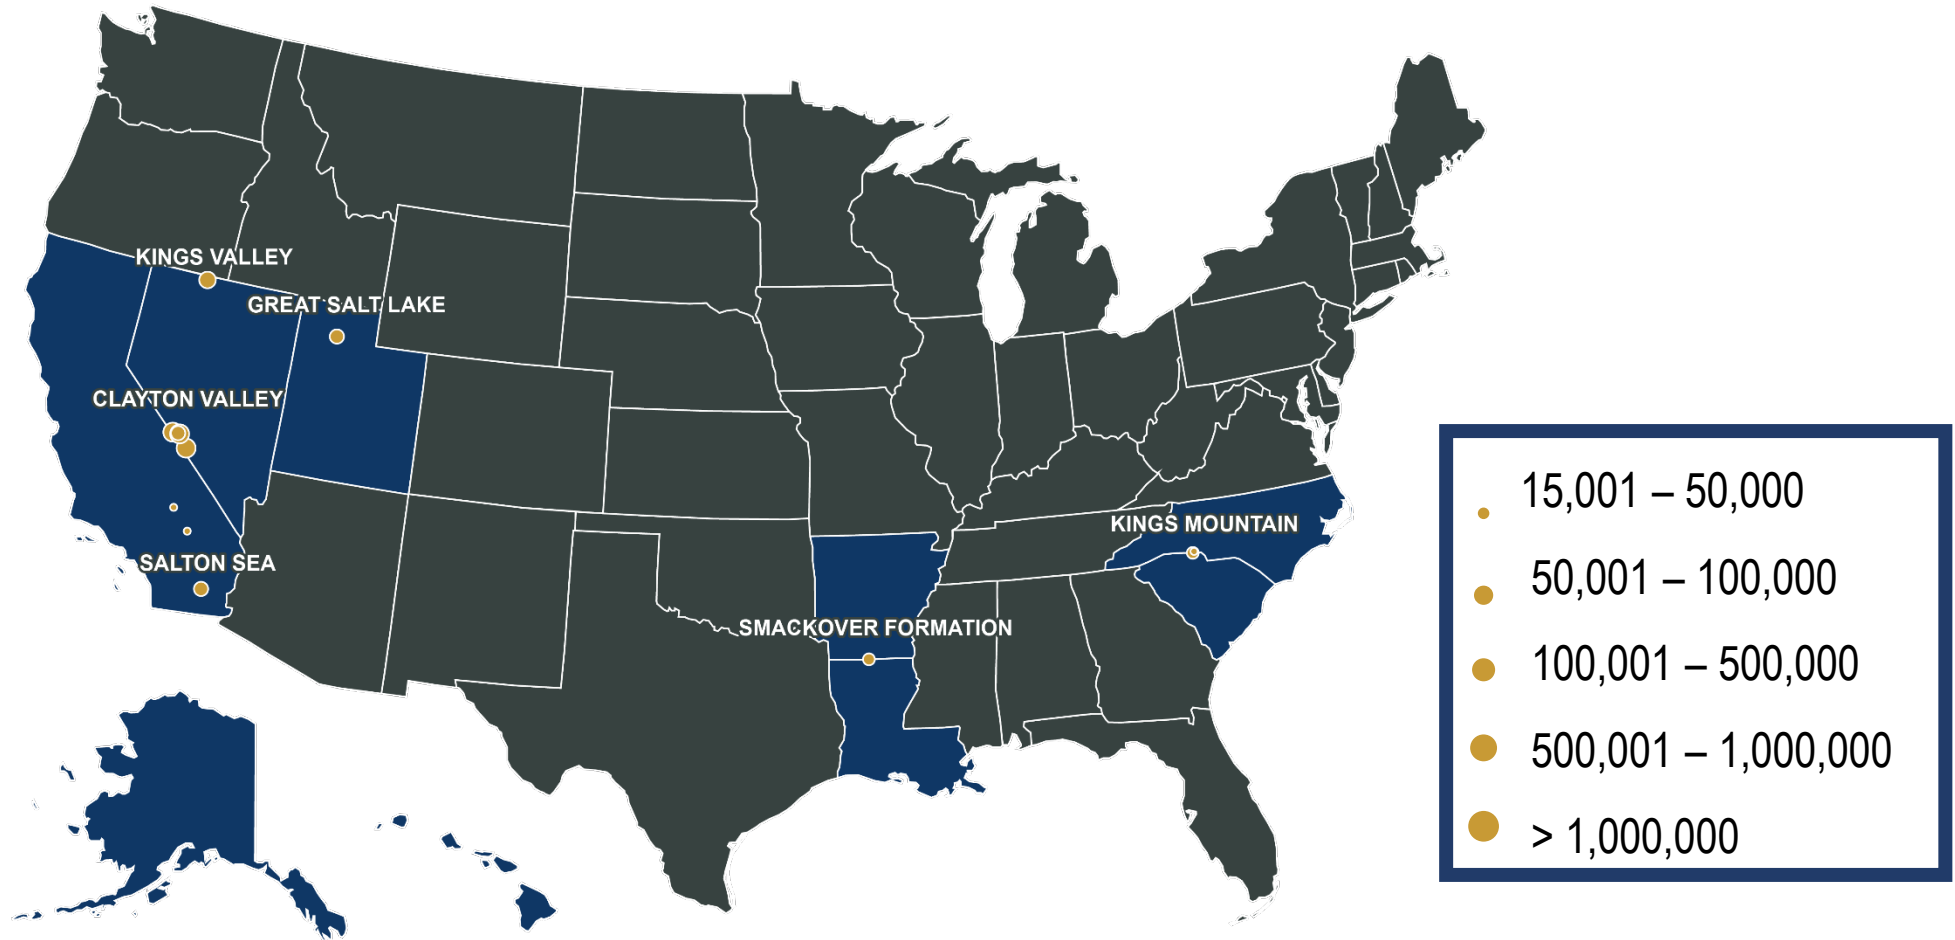 KINGS VALLEY
GREAT SALT LAKE
CLAYTON VALLEY
SALTON SEA
SMACKOVER FORMATION
KINGS MOUNTAIN
15,001 – 50,000
50,001 – 100,000
100,001 – 500,000
500,001 – 1,000,000
> 1,000,000